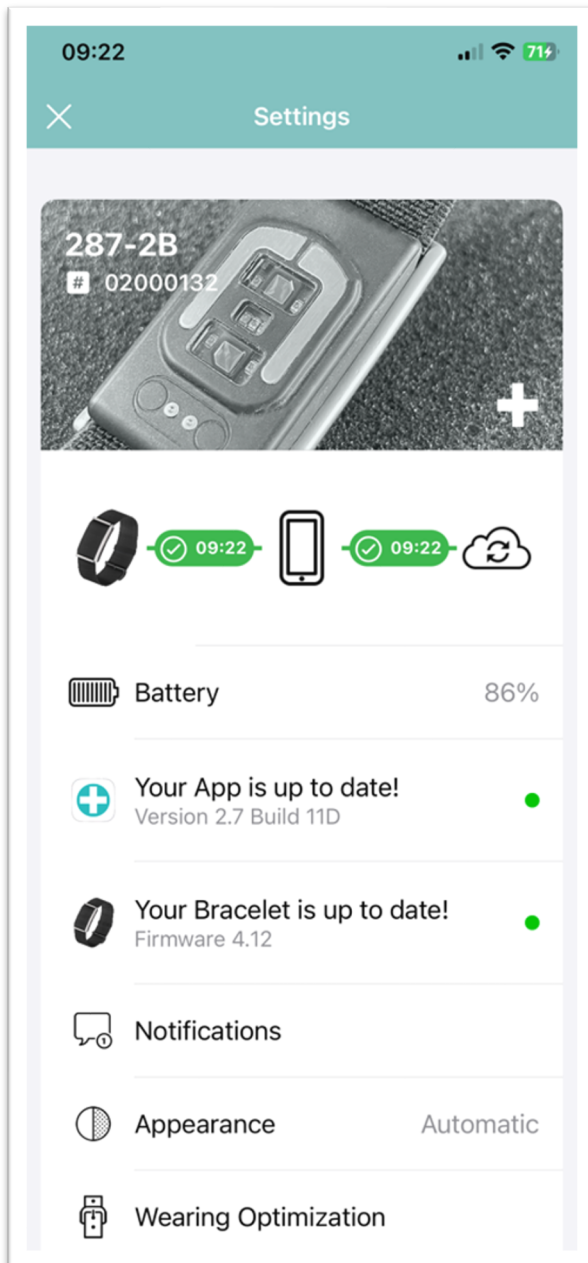 09:22
71
Settings
287-2B
# 02000132
09:22
09:22
Battery
86%
Your App is up to date!
Version 2.7 Build 11D
Your Bracelet is up to date!
Firmware 4.12
Notifications
Appearance
Automatic
Wearing Optimization